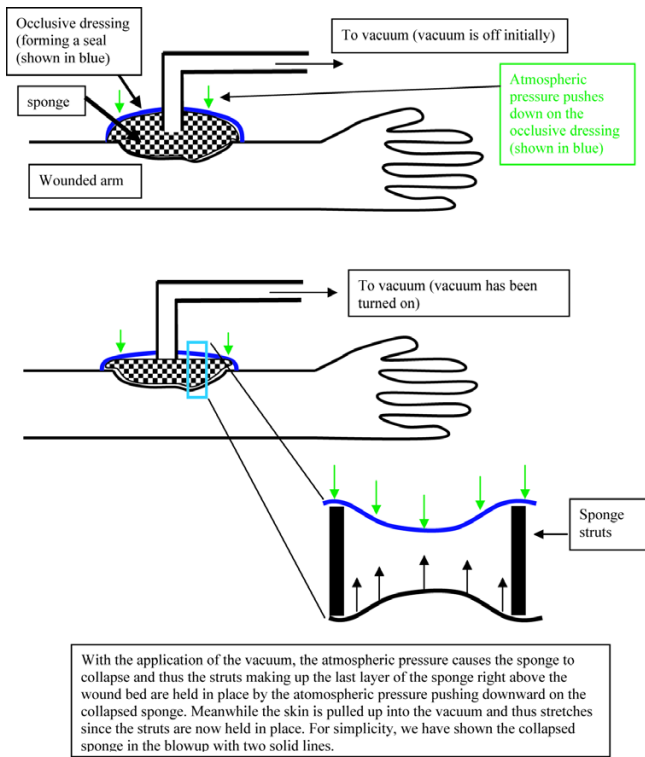 Occlusive dressing
(forming a seal
(shown in blue)
To vacuum (vacuum is off initially)
Atmospheric
pressure pushes
down on the
occlusive dressing
(shown in blue)
sponge
Wounded arm
To vacuum (vacuum has been
turned on)
Sponge
struts
With the application of the vacuum, the atmospheric pressure causes the sponge to
collapse and thus the struts making up the last layer of the sponge right above the
wound bed are held in place by the atomospheric pressure pushing downward on the
collapsed sponge. Meanwhile the skin is pulled up into the vacuum and thus stretches
since the struts are now held in place. For simplicity, we have shown the collapsed
sponge in the blowup with two solid lines.